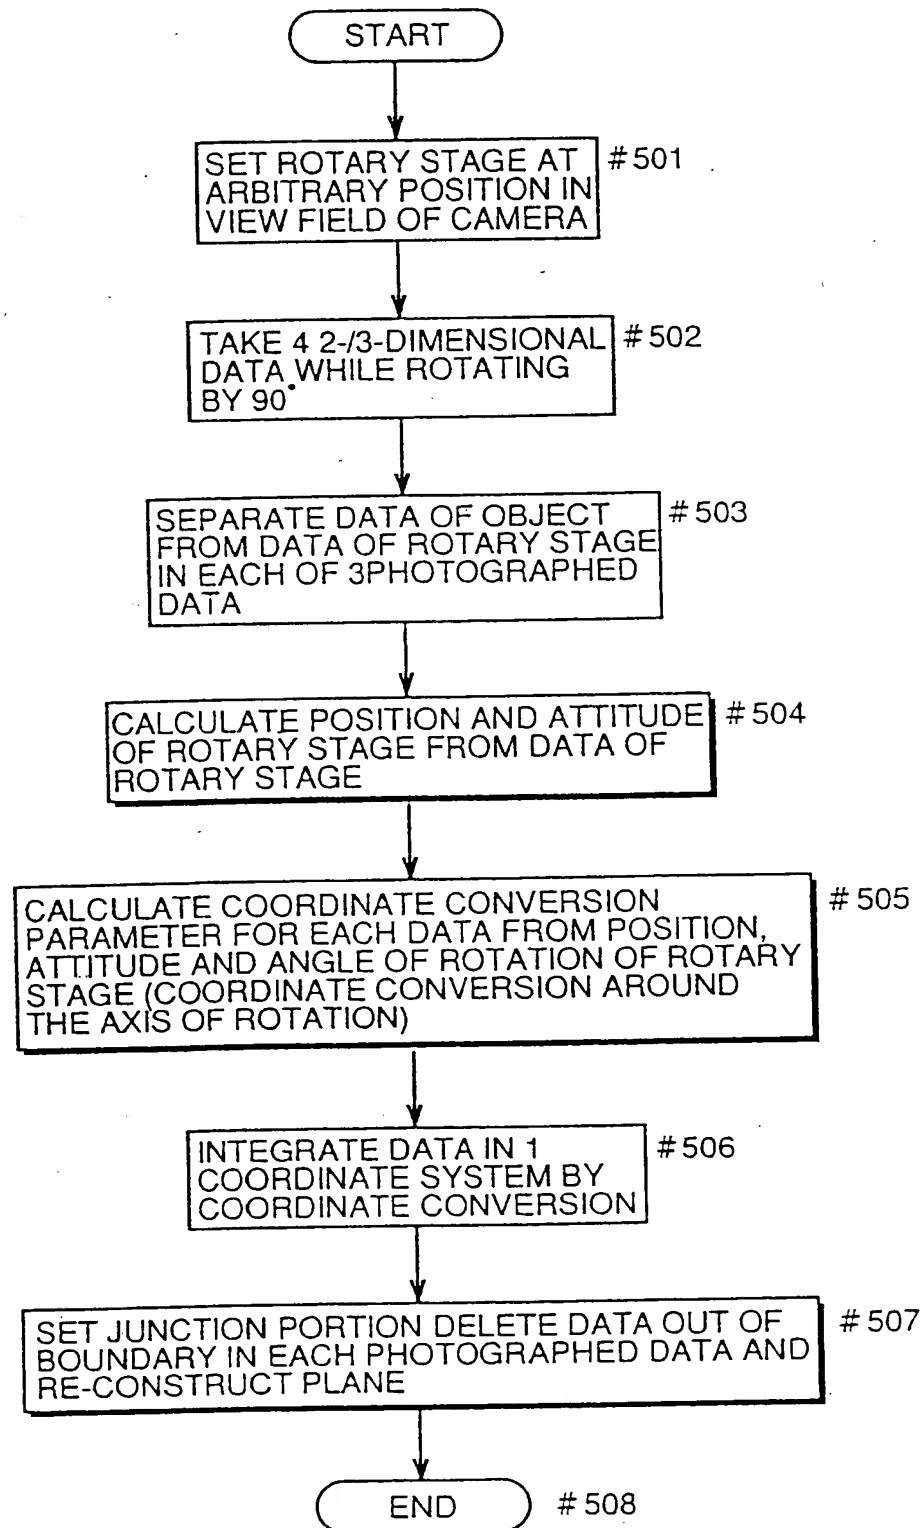 START
SET ROTARY STAGE AT #501
ARBITRARY POSITION IN
VIEW FIELD OF CAMERA
TAKE 4 2-/3-DIMENSIONAL #502
DATA WHILE ROTATING
BY 90°
SEPARATE DATA OF OBJECT #503
FROM DATA OF ROTARY STAGE
IN EACH OF 3PHOTOGRAPHED
DATA
CALCULATE POSITION AND ATTITUDE #504
OF ROTARY STAGE FROM DATA OF
ROTARY STAGE
CALCULATE COORDINATE CONVERSION #505
PARAMETER FOR EACH DATA FROM POSITION,
ATTITUDE AND ANGLE OF ROTATION OF ROTARY
STAGE (COORDINATE CONVERSION AROUND
THE AXIS OF ROTATION)
INTEGRATE DATA IN 1 #506
COORDINATE SYSTEM BY
COORDINATE CONVERSION
SET JUNCTION PORTION DELETE DATA OUT OF #507
BOUNDARY IN EACH PHOTOGRAPHED DATA AND
RE-CONSTRUCT PLANE
END #508